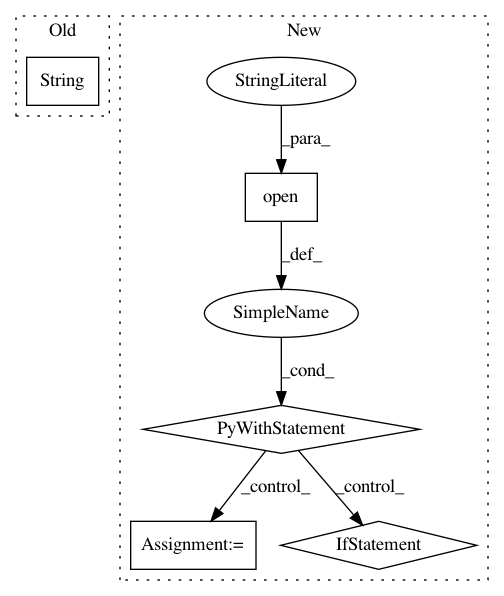 Old
New
String
StringLiteral
_para_
open
_def_
SimpleName
_cond_
PyWithStatement
_control_
_control_
Assignment:=
IfStatement